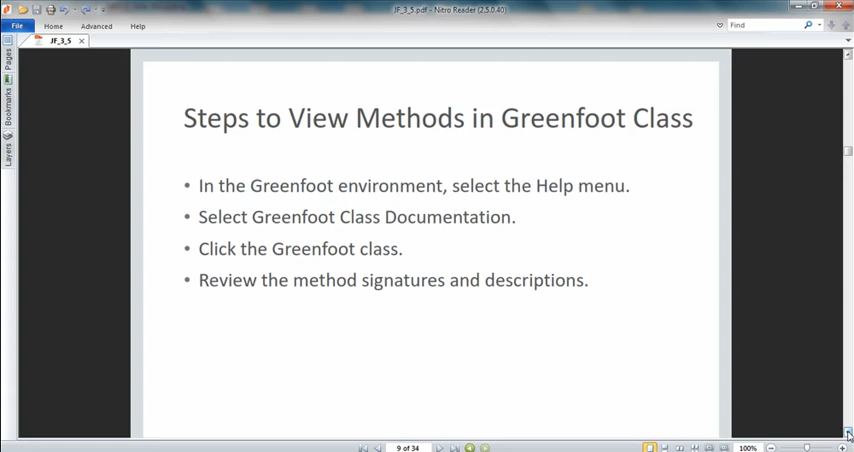 JF_3_5.pdf - Nitro Reader (2.5.0.40)
File Home Advanced Help
Find
JF_3_5
Pages
Bookmarks
Layers
Steps to View Methods in Greenfoot Class
• In the Greenfoot environment, select the Help menu.
• Select Greenfoot Class Documentation.
• Click the Greenfoot class.
• Review the method signatures and descriptions.
9 of 34
100%